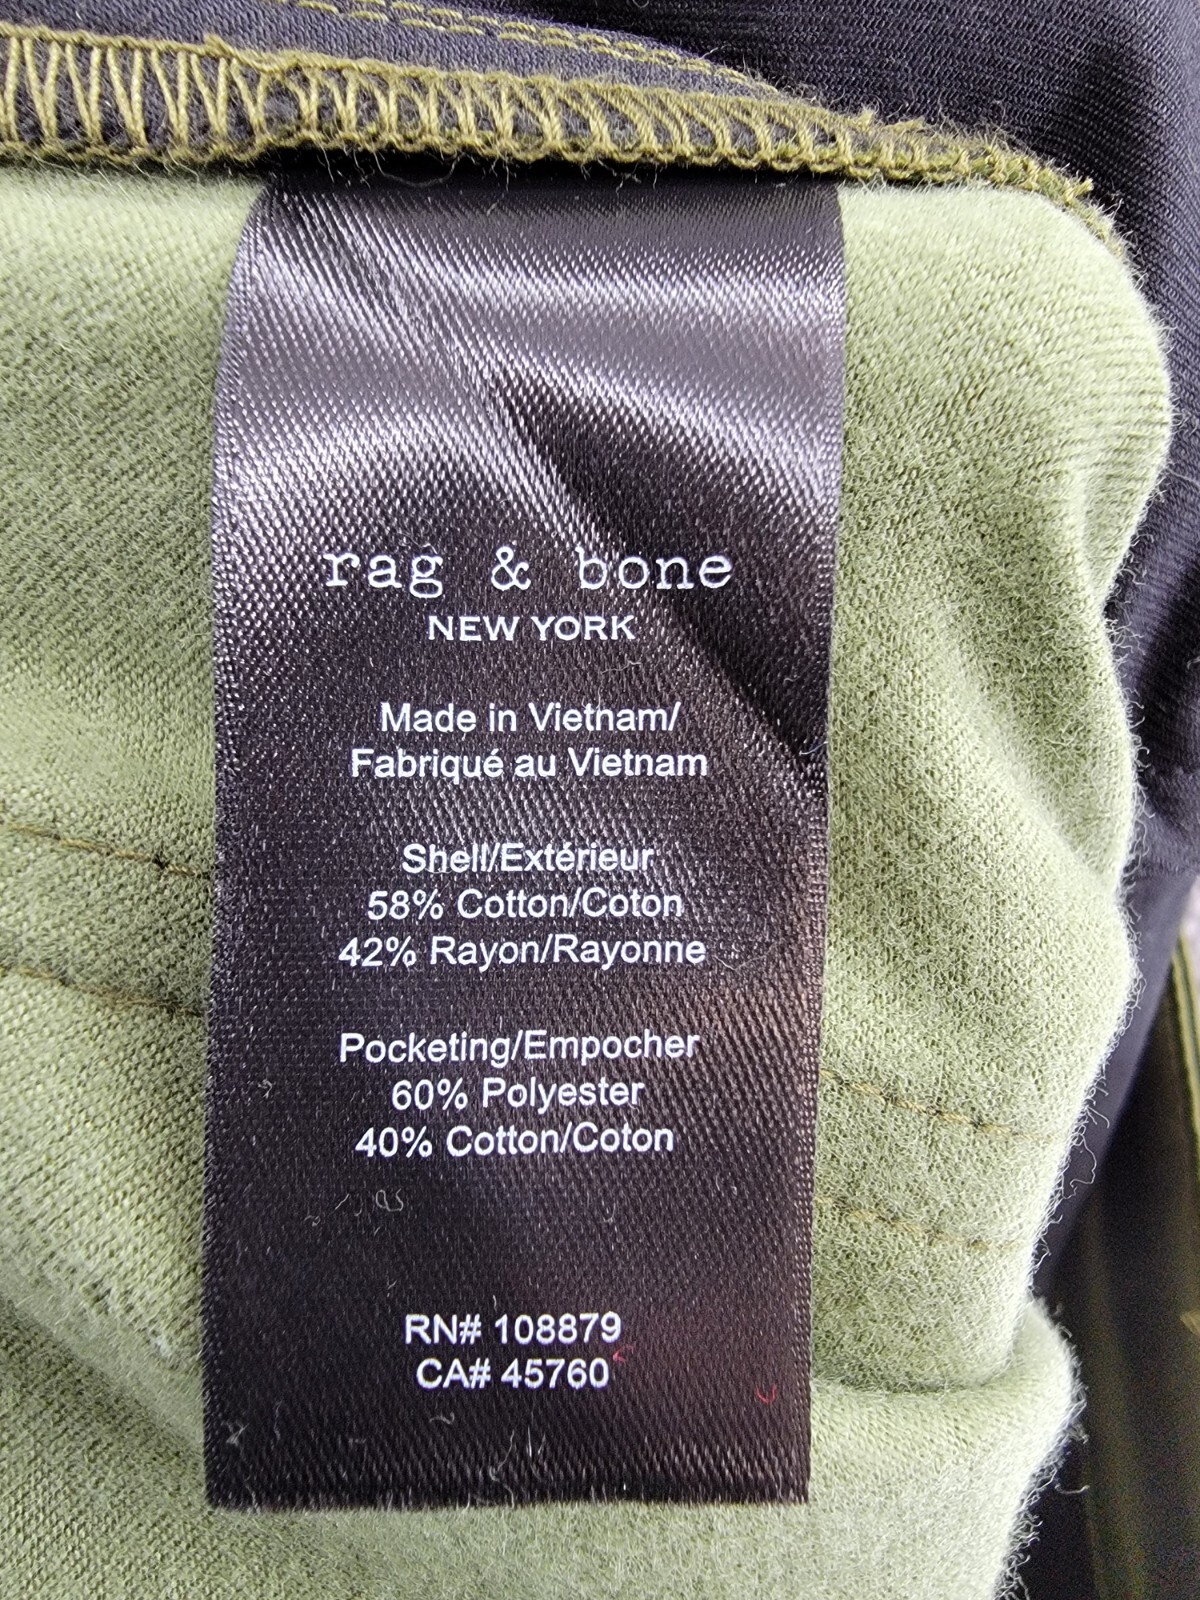 rag & bone
NEW YORK
Made in Vietnam/
Fabriqué au Vietnam
Shell/Extérieur
58% Cotton/Coton
42% Rayon/Rayonne
Pocketing/Empocher
60% Polyester
40% Cotton/Coton
RN# 108879
CA# 45760